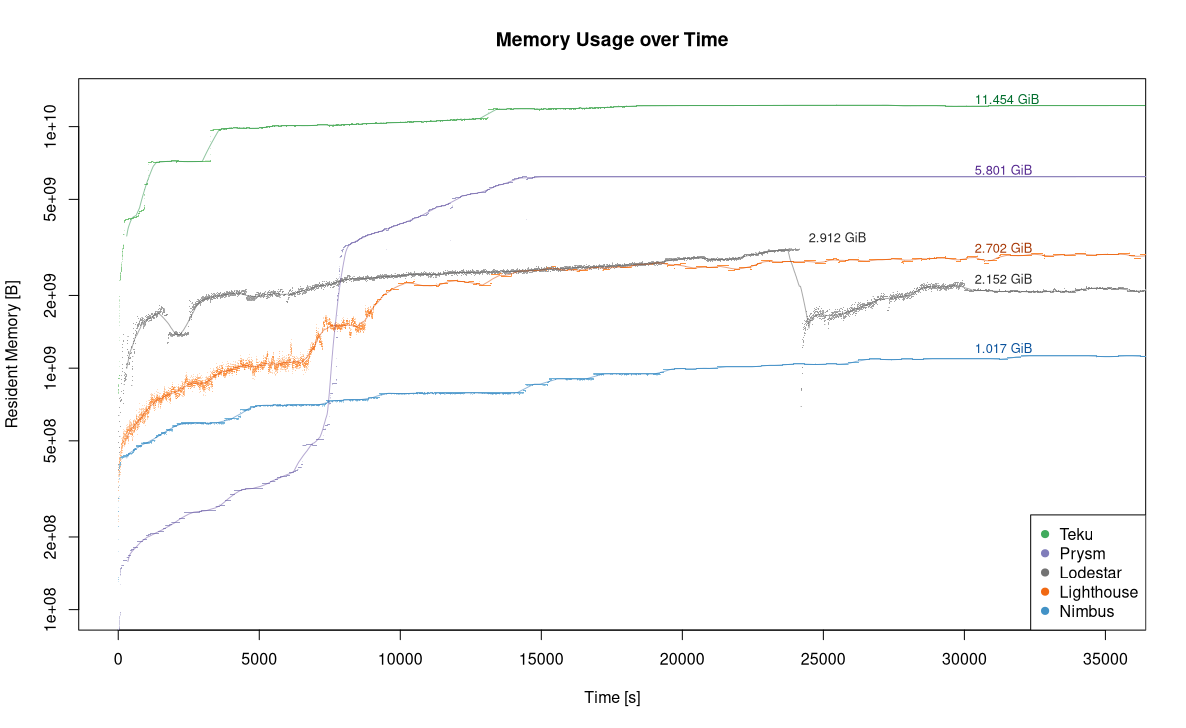 Memory Usage over Time
Resident Memory [B]
1e+10
5e+09
2e+09
1e+09
5e+08
2e+08
1e+08
11.454 GiB
5.801 GiB
2.912 GiB
2.702 GiB
2.152 GiB
1.017 GiB
Teku
Prysm
Lodestar
Lighthouse
Nimbus
0 5000 10000 15000 20000 25000 30000 35000
Time [s]